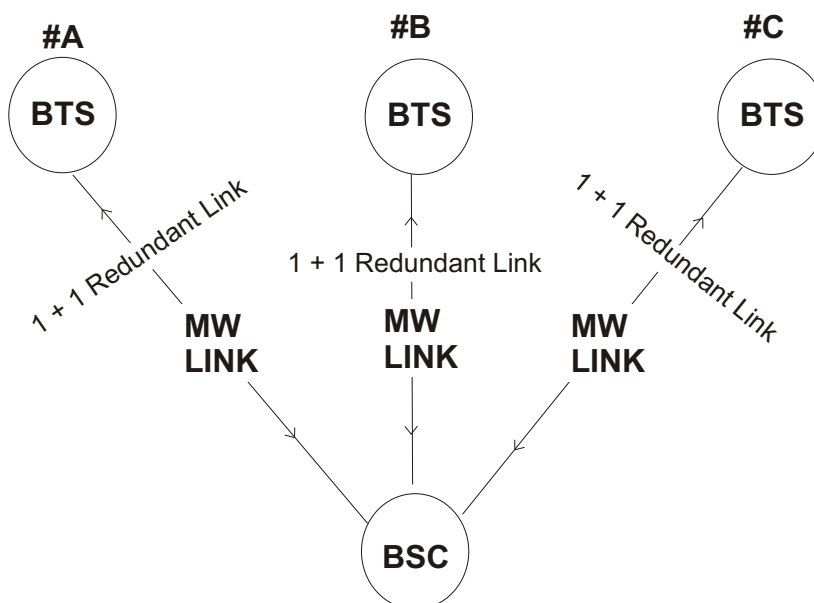 #A
#B
#C
BTS
BTS
BTS
1 + 1 Redundant Link
1 + 1 Redundant Link
1 + 1 Redundant Link
MW
LINK
MW
LINK
MW
LINK
BSC